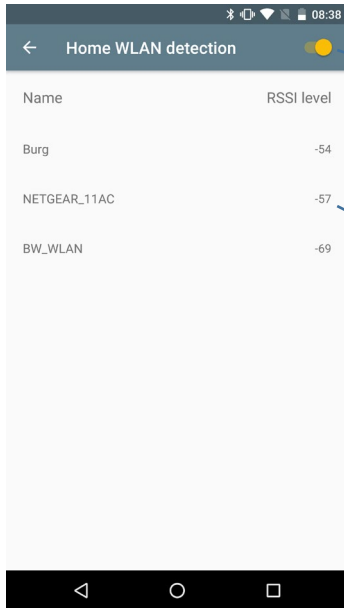 08:38
Home WLAN detection
Name RSSI level
Burg -54
NETGEAR_11AC -57
BW_WLAN -69